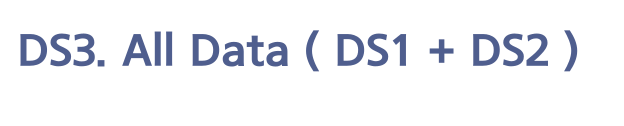 DS3. All Data ( DS1 + DS2 )